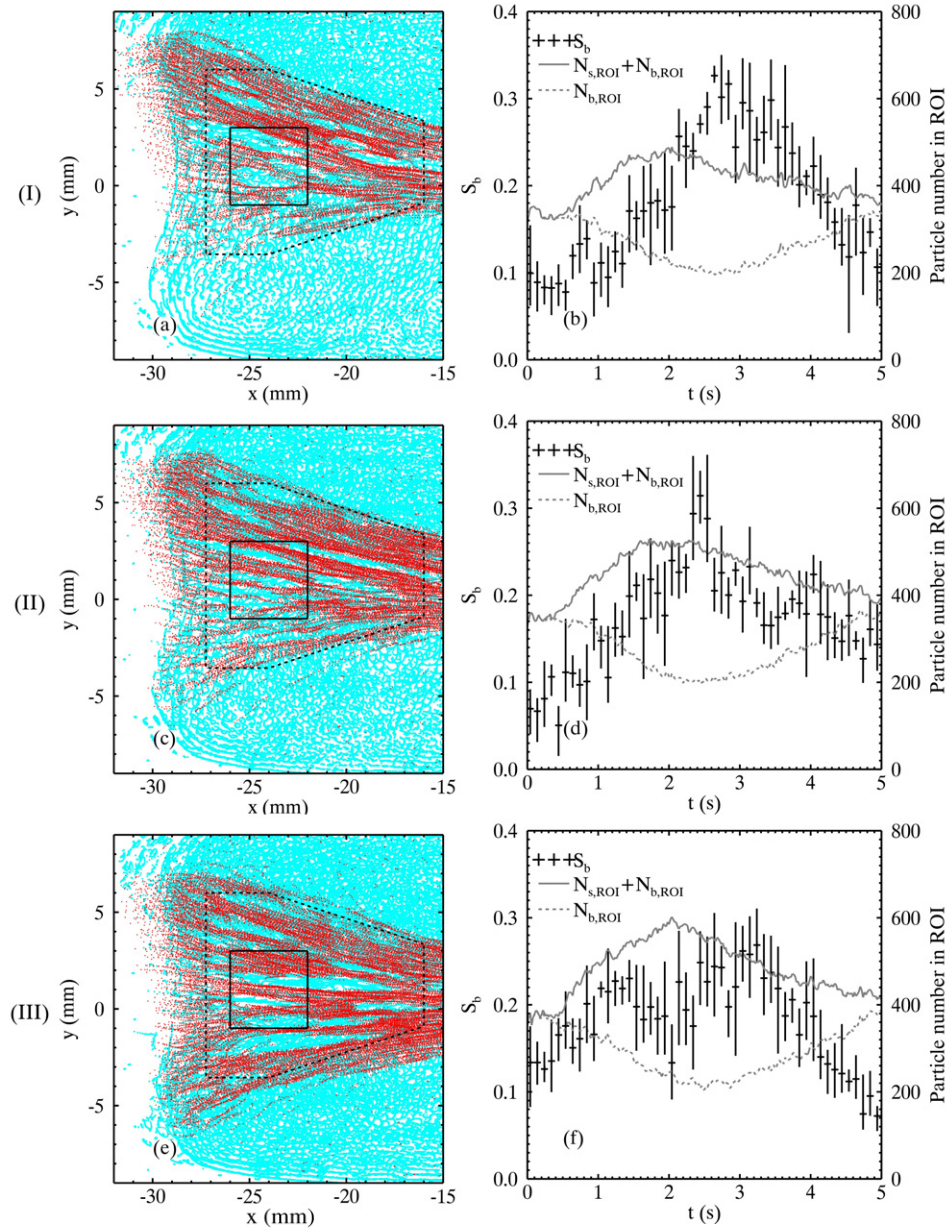 (I)
y (mm)
5
0
-5
(a)
-30
-25
-20
-15
x (mm)
0.4
0.3
0.2
0.1
0.0
S_b
S_b
N_s,ROI + N_b,ROI
N_b,ROI
(b)
0
1
2
3
4
5
t (s)
800
600
400
200
0
Particle number in ROI
(II)
y (mm)
5
0
-5
(c)
-30
-25
-20
-15
x (mm)
0.4
0.3
0.2
0.1
0.0
S_b
S_b
N_s,ROI + N_b,ROI
N_b,ROI
(d)
0
1
2
3
4
5
t (s)
800
600
400
200
0
Particle number in ROI
(III)
y (mm)
5
0
-5
(e)
-30
-25
-20
-15
x (mm)
0.4
0.3
0.2
0.1
0.0
S_b
S_b
N_s,ROI + N_b,ROI
N_b,ROI
(f)
0
1
2
3
4
5
t (s)
800
600
400
200
0
Particle number in ROI